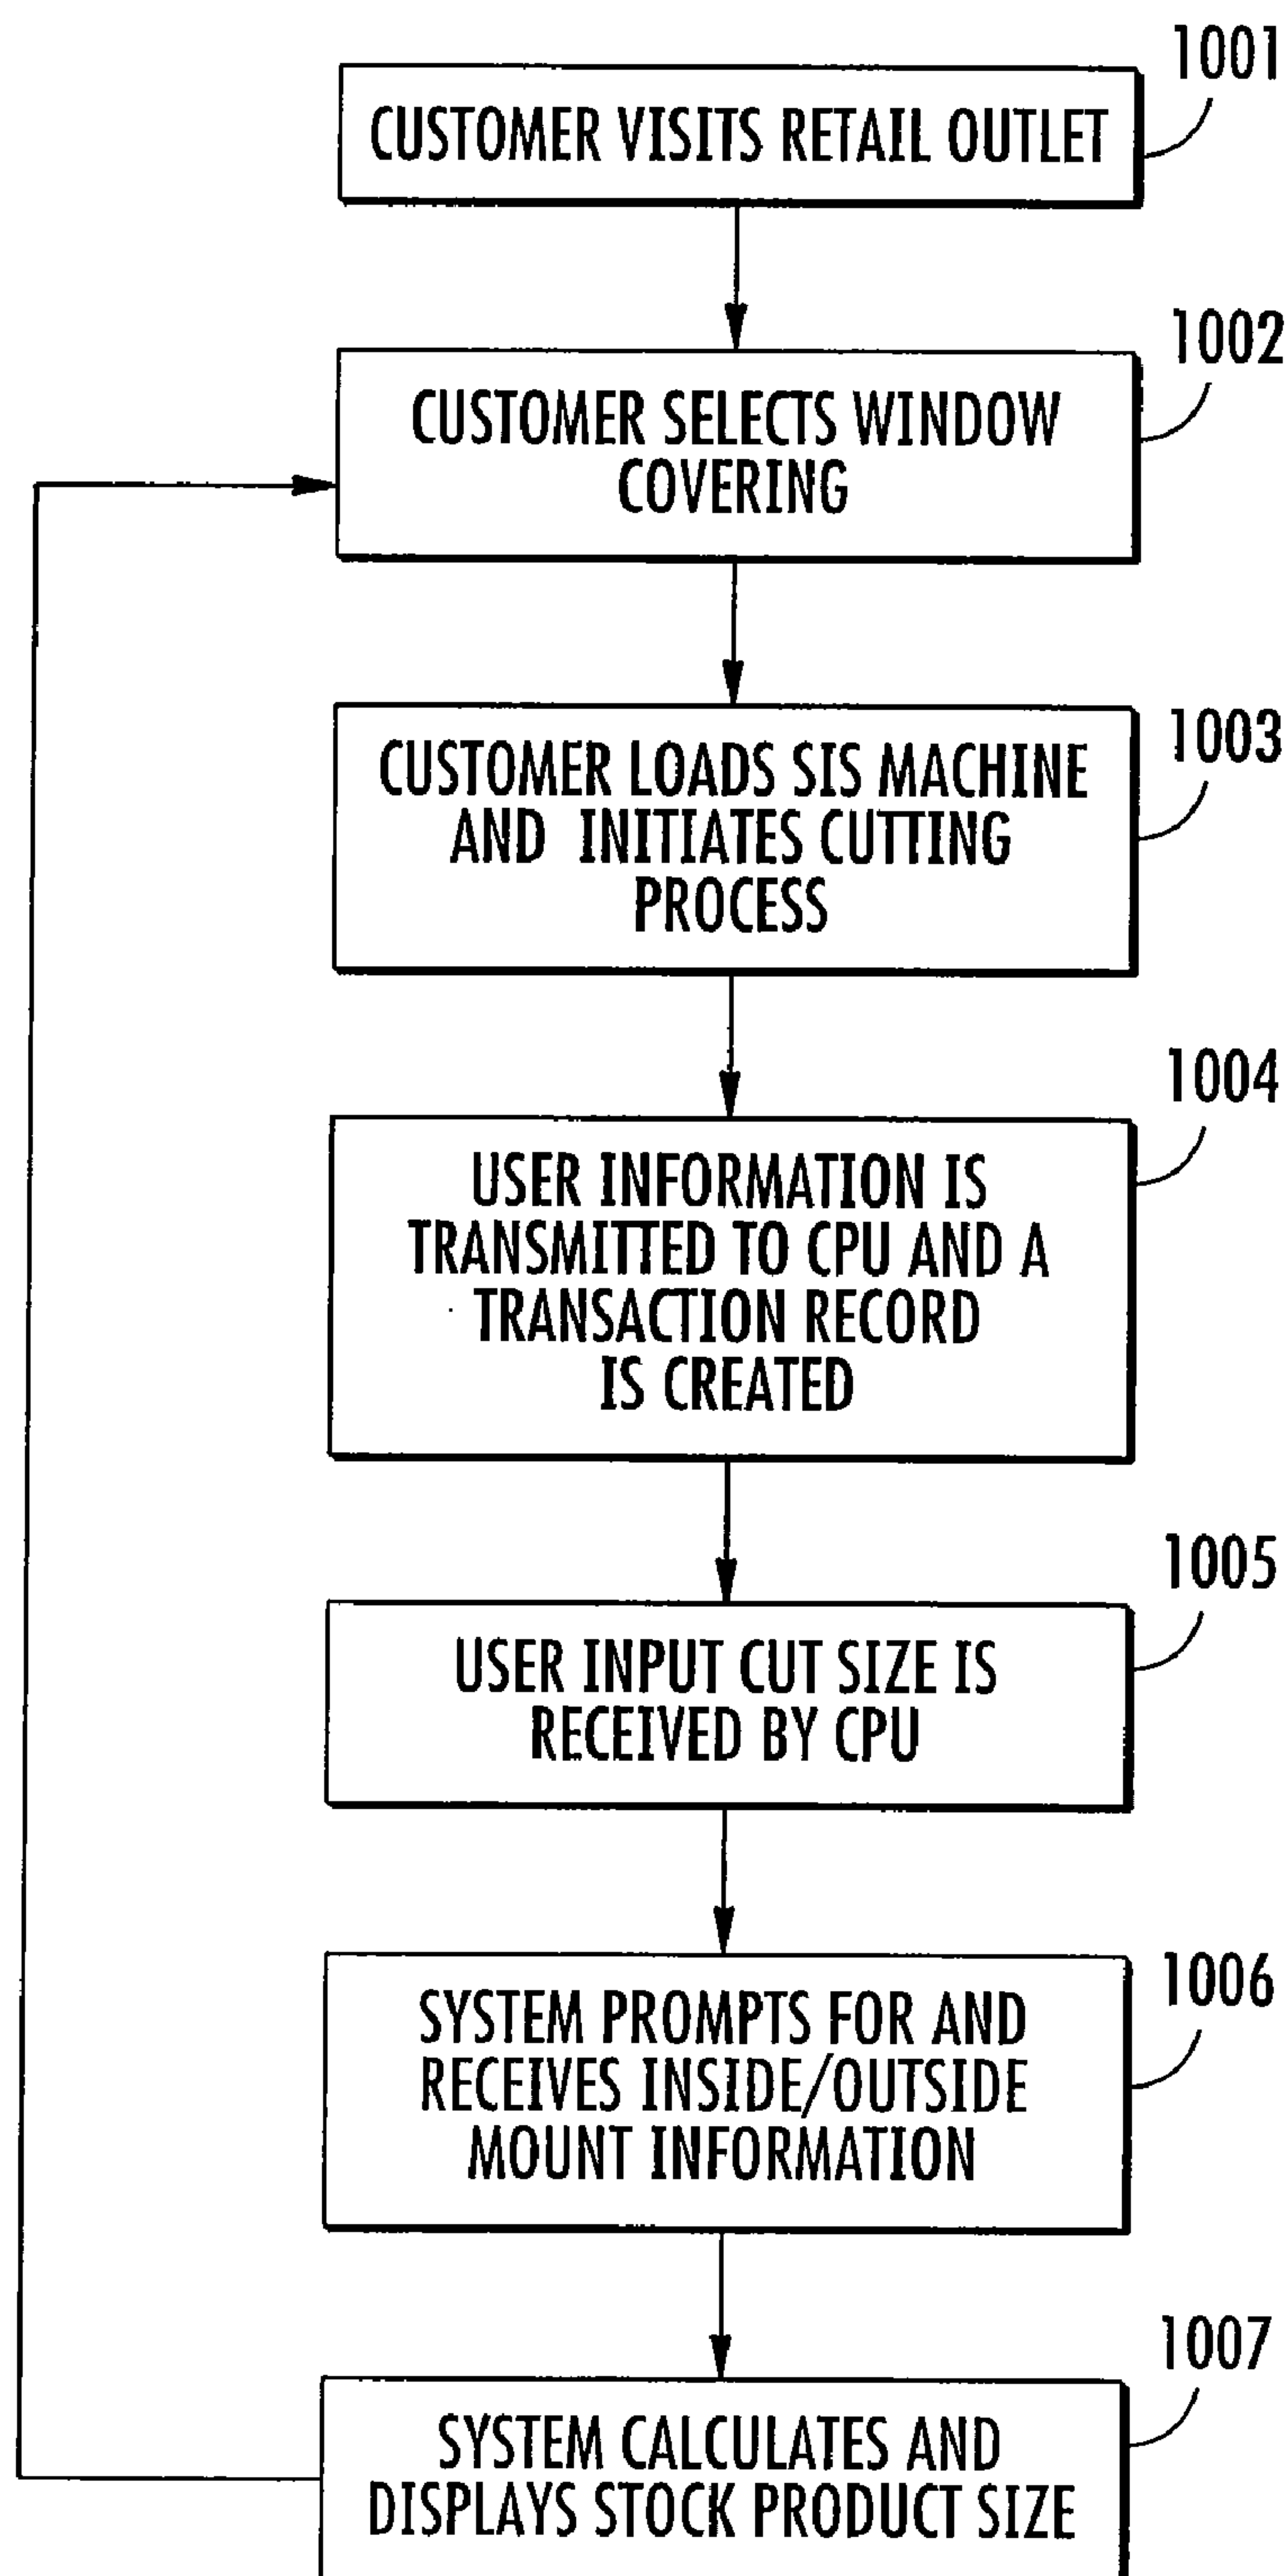 1001
CUSTOMER VISITS RETAIL OUTLET
1002
CUSTOMER SELECTS WINDOW
COVERING
1003
CUSTOMER LOADS SIS MACHINE
AND INITIATES CUTTING
PROCESS
1004
USER INFORMATION IS
TRANSMITTED TO CPU AND A
TRANSACTION RECORD
IS CREATED
1005
USER INPUT CUT SIZE IS
RECEIVED BY CPU
1006
SYSTEM PROMPTS FOR AND
RECEIVES INSIDE/OUTSIDE
MOUNT INFORMATION
1007
SYSTEM CALCULATES AND
DISPLAYS STOCK PRODUCT SIZE